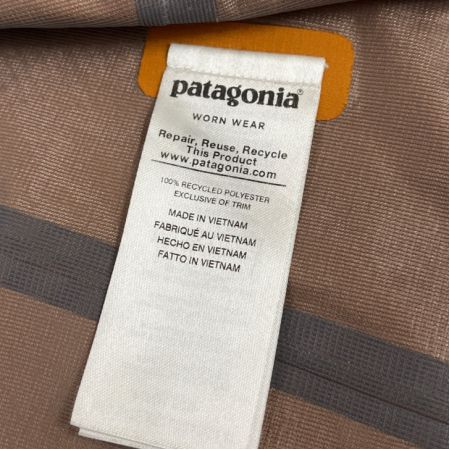 patagonia®
WORN WEAR
Repair, Reuse, Recycle
This Product
www.patagonia.com
100% RECYCLED POLYESTER
EXCLUSIVE OF TRIM
MADE IN VIETNAM
FABRIQUÉ AU VIETNAM
HECHO EN VIETNAM
FATTO IN VIETNAM